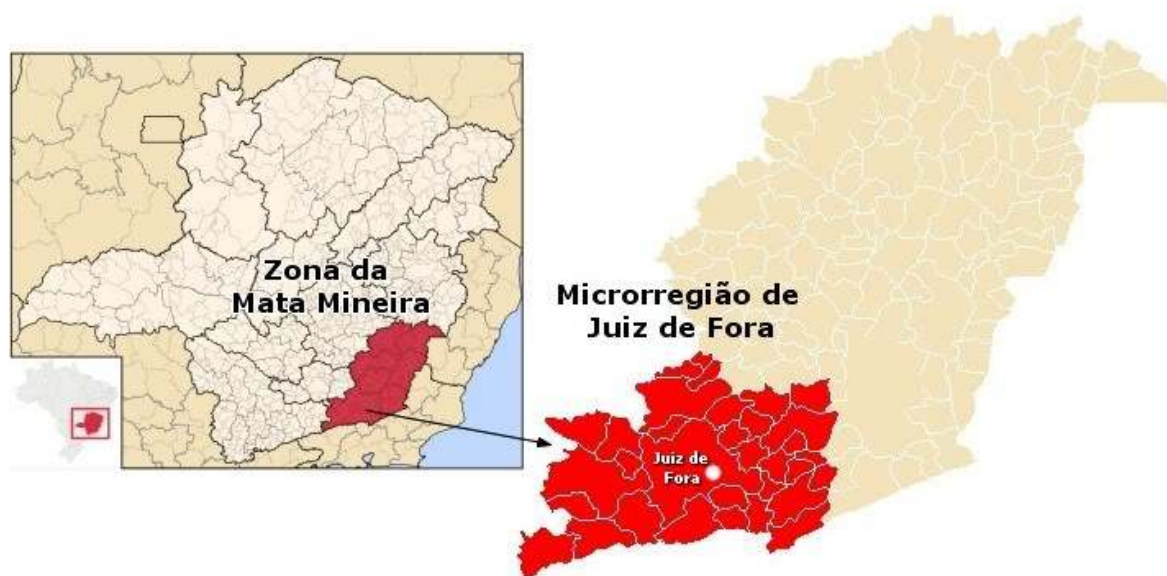 Zona da
Mata Mineira
Microrregião de
Juiz de Fora
Juiz de
Fora